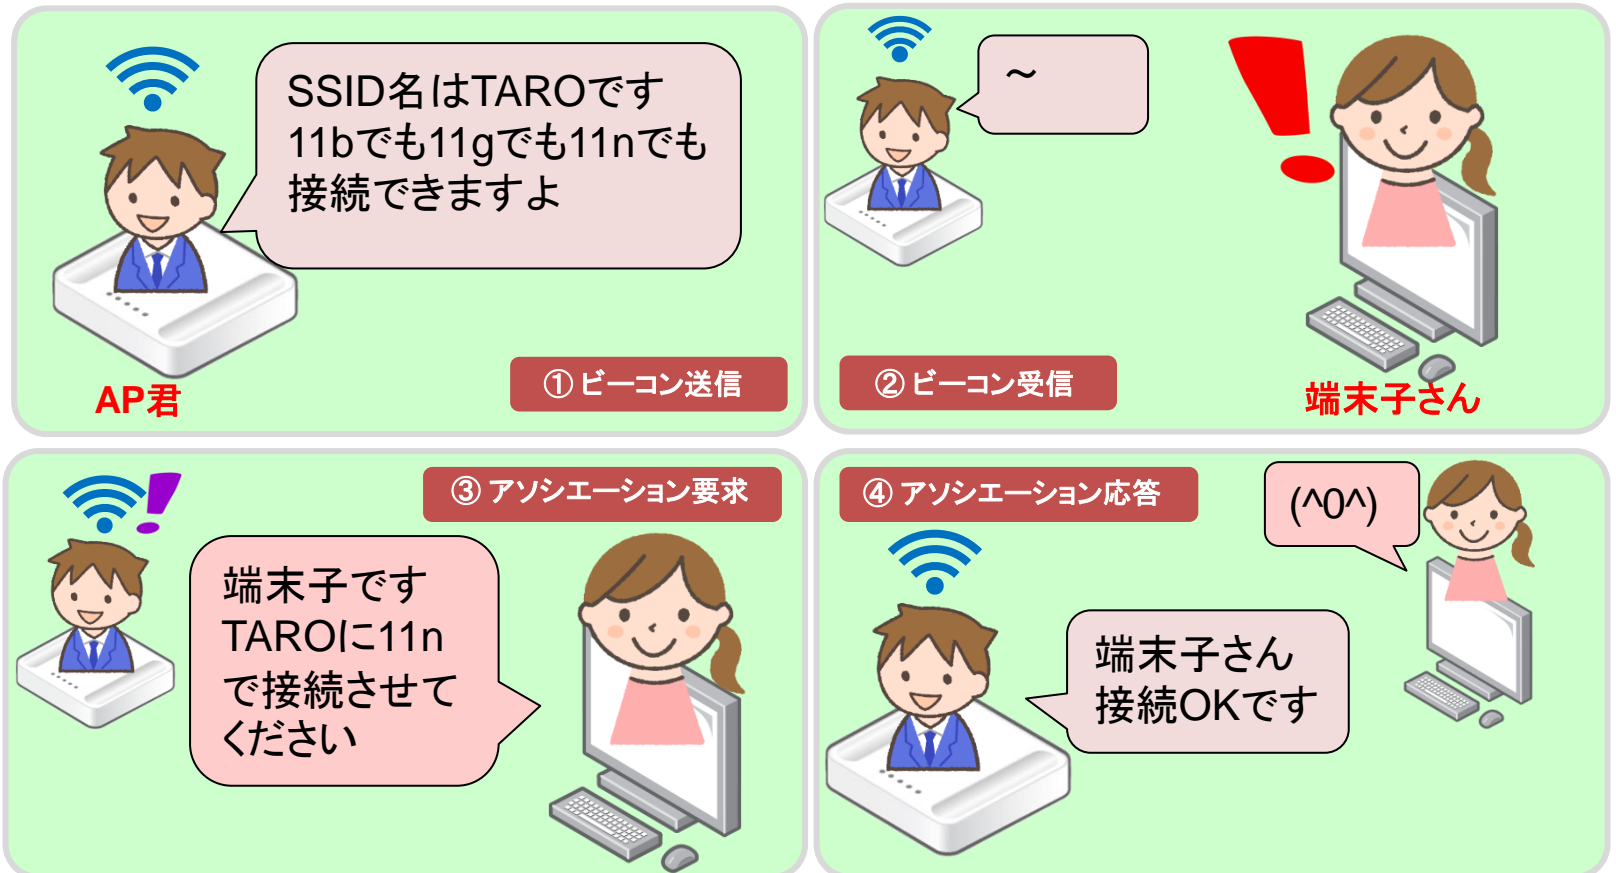 SSID名はTAROです
11bでも11gでも11nでも
接続できますよ
AP君
① ビーコン送信
～
② ビーコン受信
端末子さん
③ アソシエーション要求
端末子です
TAROに11n
で接続させて
ください
④ アソシエーション応答
(^0^)
端末子さん
接続OKです